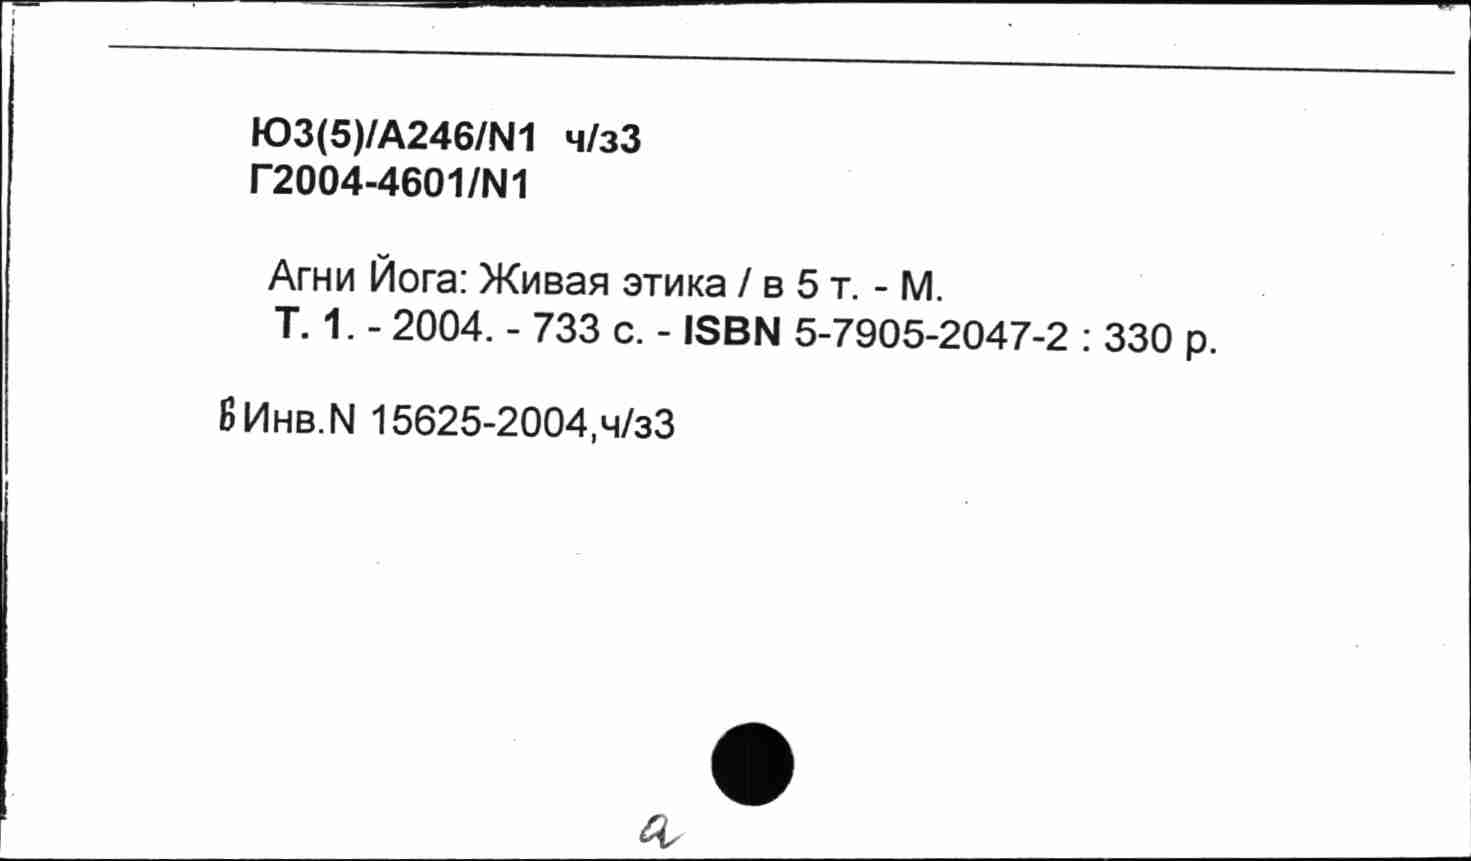 Ю3(5)/А246/N1 ч/з3
Г2004-4601/N1
Агни Йога: Живая этика / в 5 т. - М.
Т. 1. - 2004. - 733 с. - ISBN 5-7905-2047-2 : 330 р.
в Инв.N 15625-2004,ч/з3
а